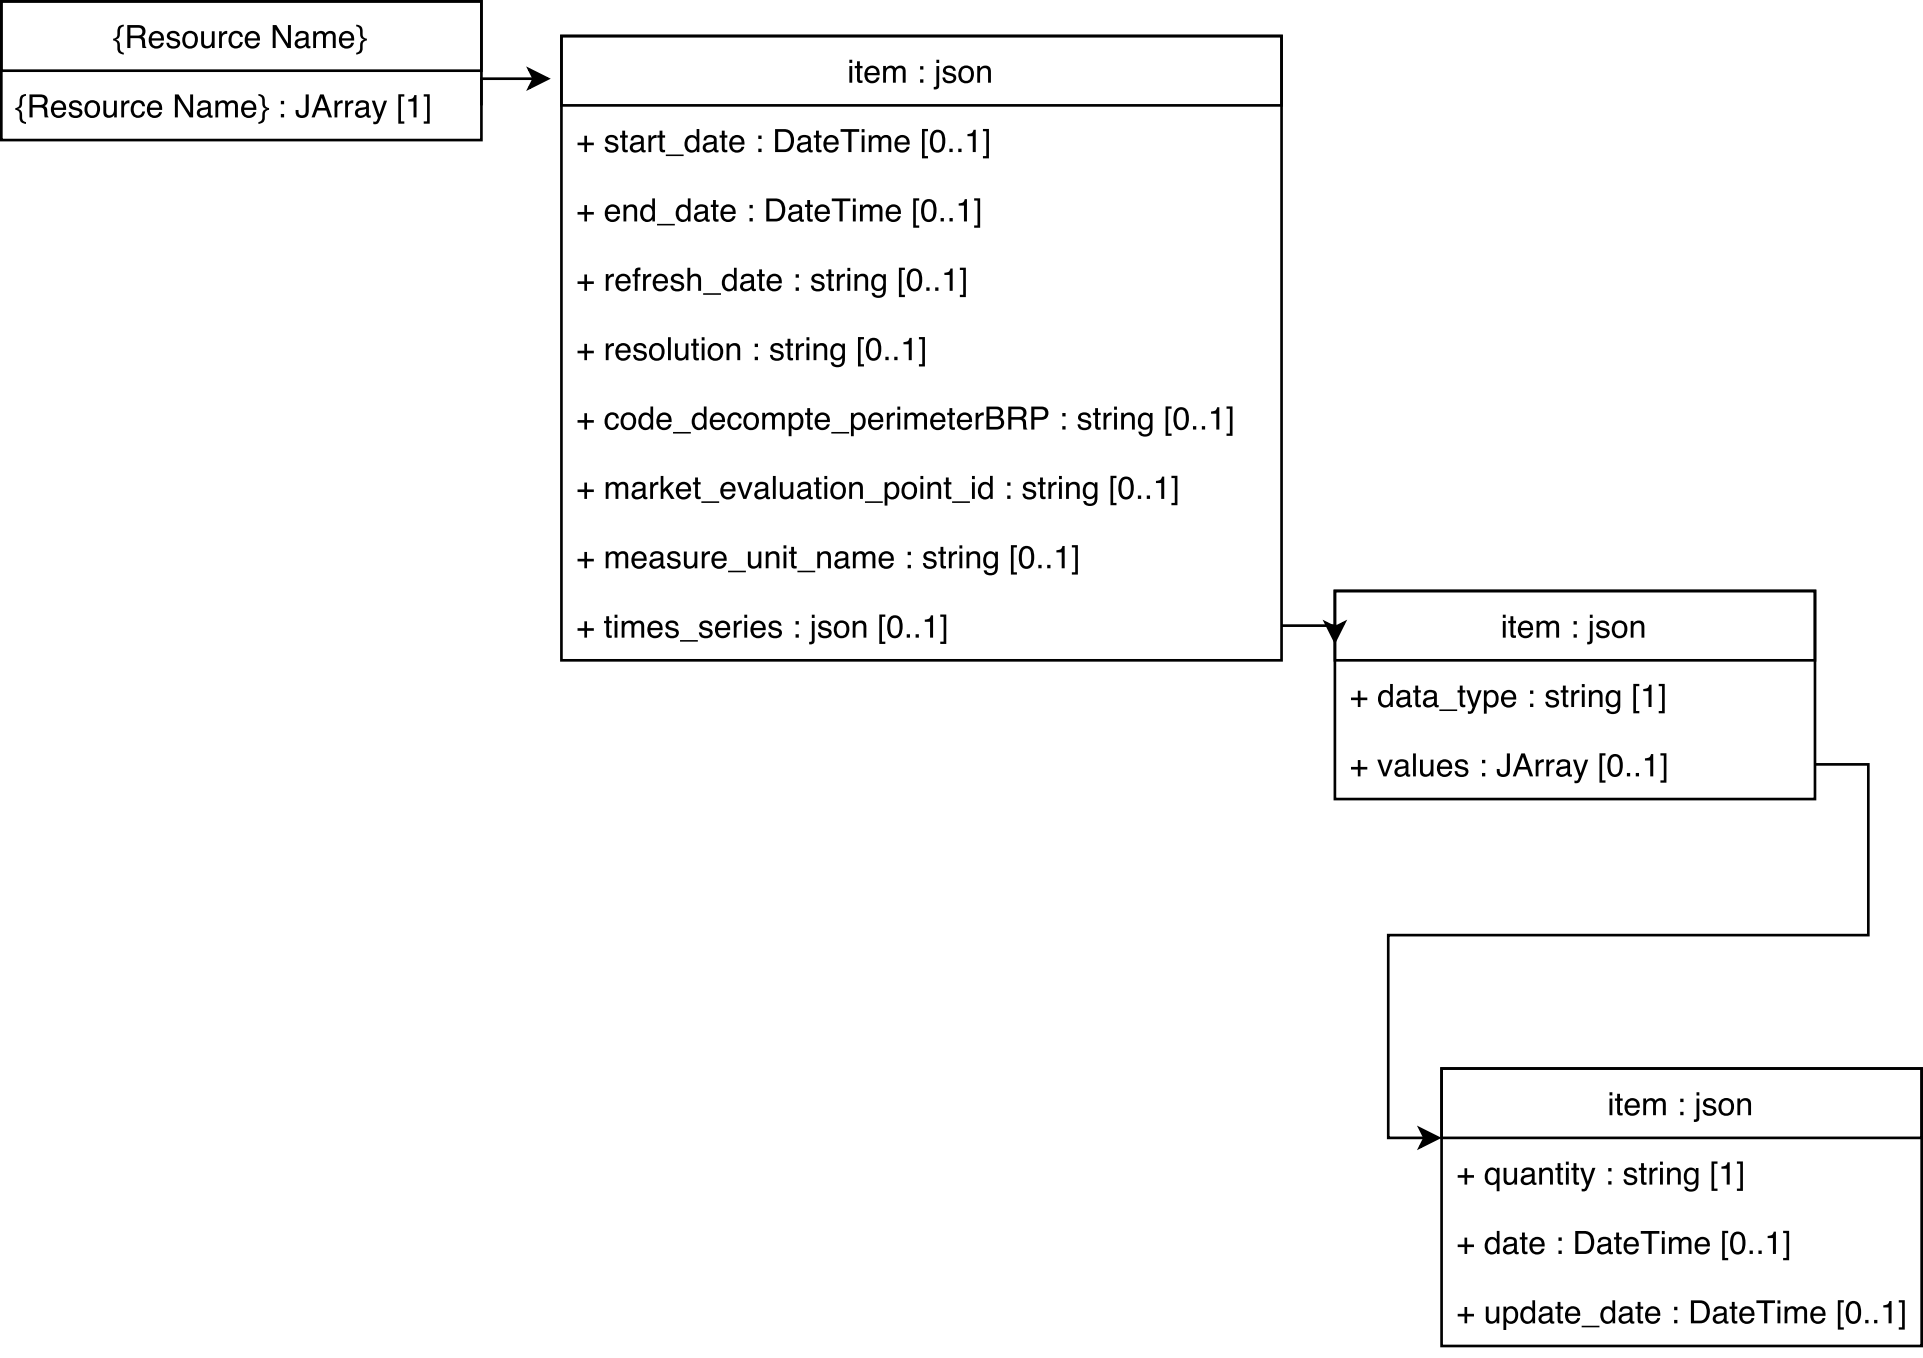 {Resource Name}
{Resource Name} : JArray [1]
item : json
+ start_date : DateTime [0..1]
+ end_date : DateTime [0..1]
+ refresh_date : string [0..1]
+ resolution : string [0..1]
+ code_decompte_perimeterBRP : string [0..1]
+ market_evaluation_point_id : string [0..1]
+ measure_unit_name : string [0..1]
+ times_series : json [0..1]
item : json
+ data_type : string [1]
+ values : JArray [0..1]
item : json
+ quantity : string [1]
+ date : DateTime [0..1]
+ update_date : DateTime [0..1]